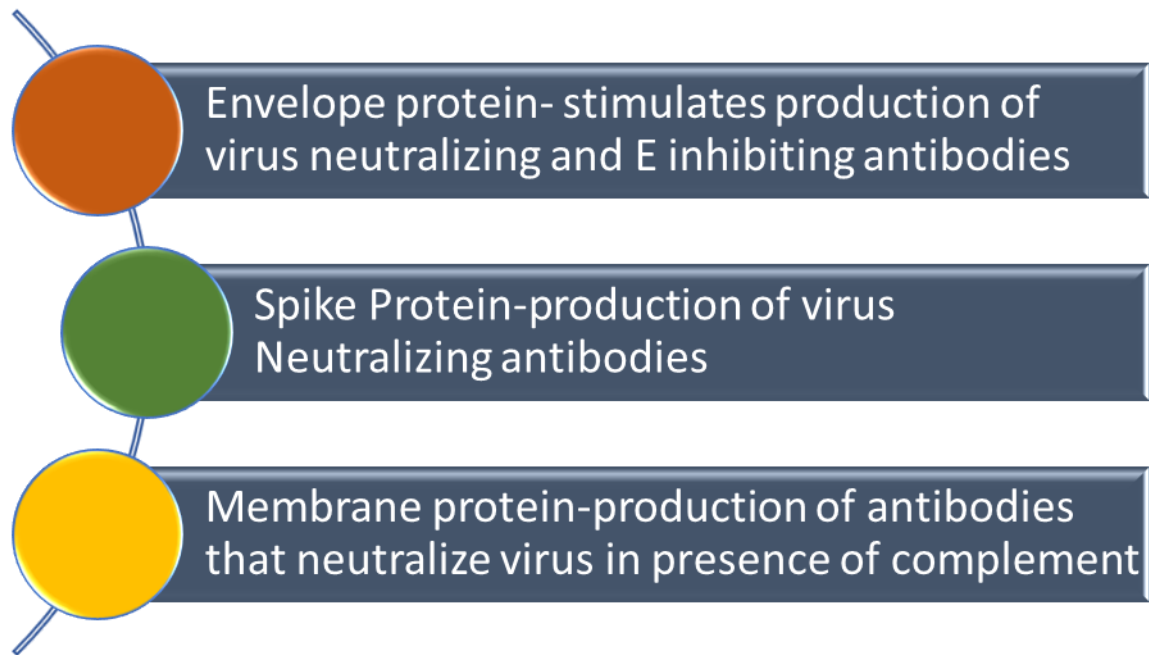 Envelope protein- stimulates production of
virus neutralizing and E inhibiting antibodies
Spike Protein-production of virus
Neutralizing antibodies
Membrane protein-production of antibodies
that neutralize virus in presence of complement